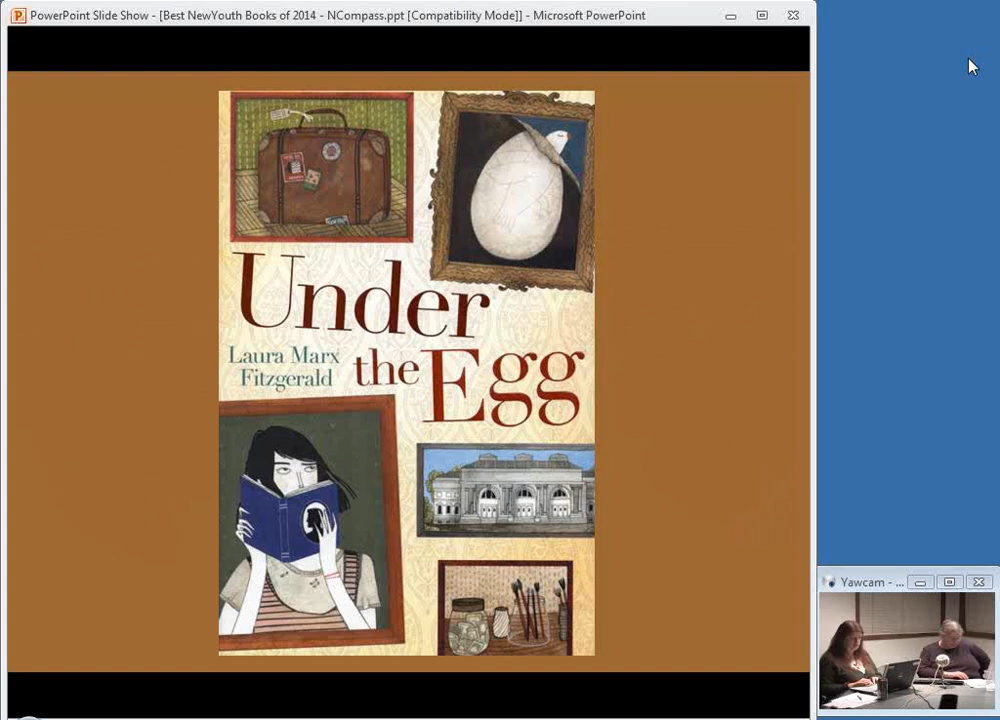 PowerPoint Slide Show - [Best NewYouth Books of 2014 - NCompass.ppt [Compatibility Mode]] - Microsoft PowerPoint
Under
the Egg
Laura Marx
Fitzgerald
Yawcam - ...